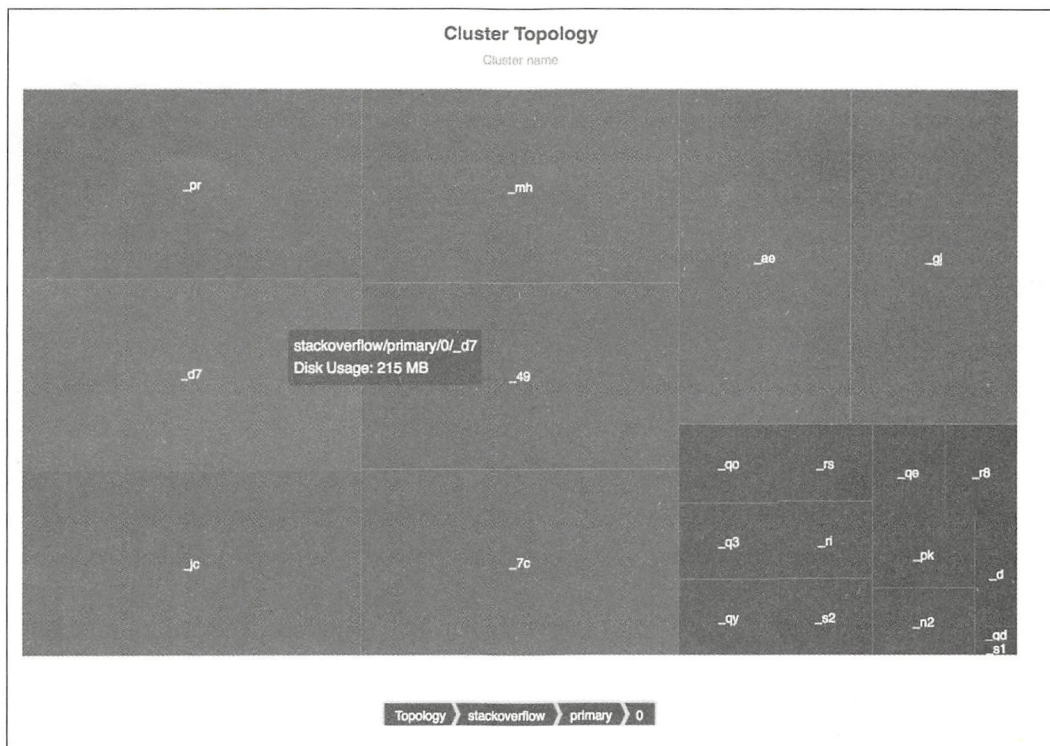 Cluster Topology
Cluster name
_pr
_mh
_ae
_gj
stackoverflow/primary/0/_d7
Disk Usage: 215 MB
_d7
_49
_jc
_7c
_qo
_rs
_qe
_r8
_q3
_ri
_pk
_d
_qy
_s2
_n2
_qd
_s1
Topology
stackoverflow
primary
0